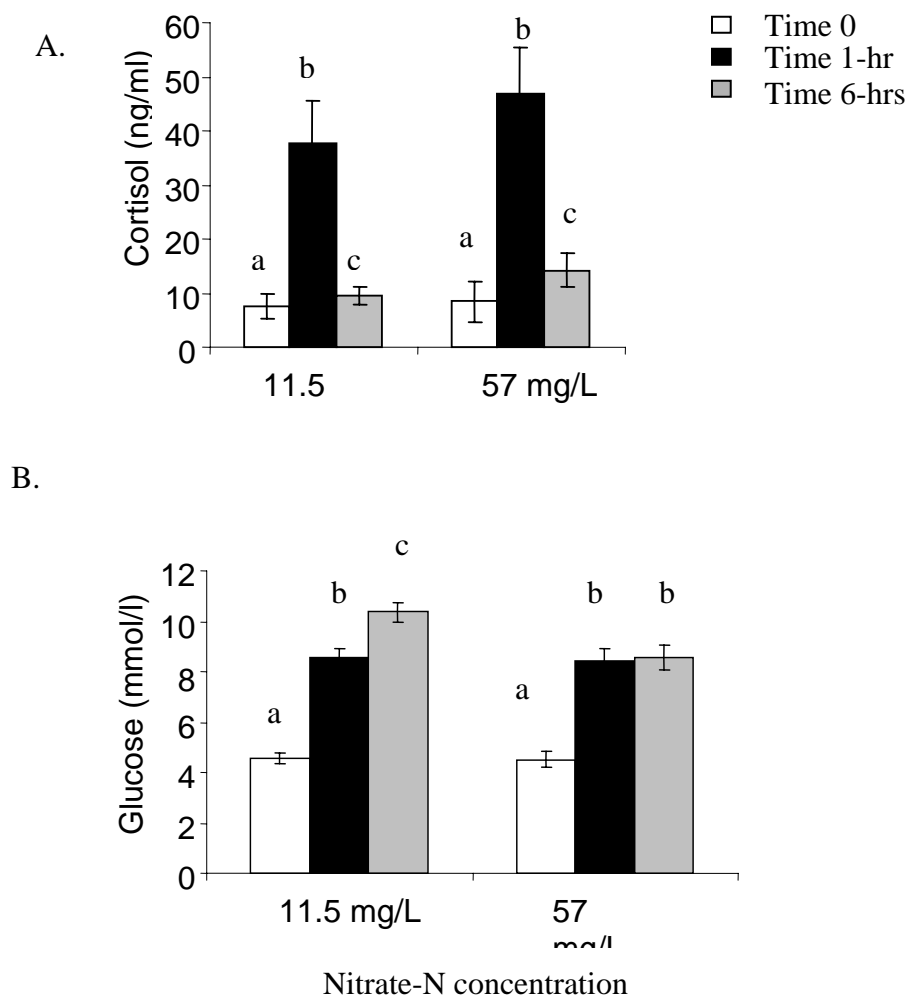 A.
Time 0
Time 1-hr
Time 6-hrs
Cortisol (ng/ml)
60
50
40
30
20
10
0
a
b
c
a
b
c
11.5
57 mg/L
B.
Glucose (mmol/l)
12
10
8
6
4
2
0
a
b
c
a
b
b
11.5 mg/L
57
mg/L
Nitrate-N concentration